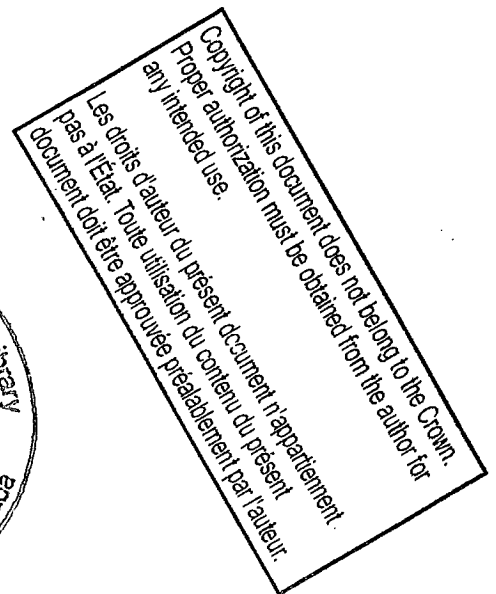 Copyright of this document does not belong to the Crown.
Proper authorization must be obtained from the author for
any intended use.
Les droits d'auteur du présent document n'appartiennent
pas à l'État. Toute utilisation du contenu du présent
document doit être approuvée préalablement par l'auteur.